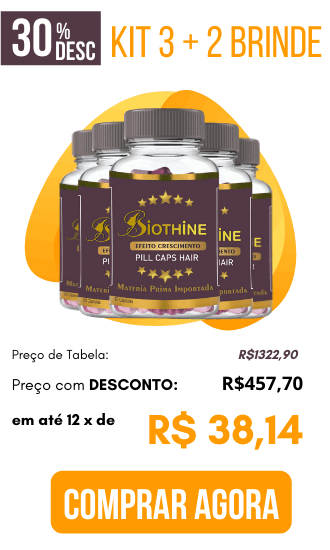 30% DESC KIT 3 + 2 BRINDE
BIOTHINE
EFEITO CRESCIMENTO
PILL CAPS HAIR
MATERIA PRIMA IMPORTADA
Preço de Tabela: R$1322,90
Preço com DESCONTO: R$457,70
em até 12 x de R$ 38,14
COMPRAR AGORA